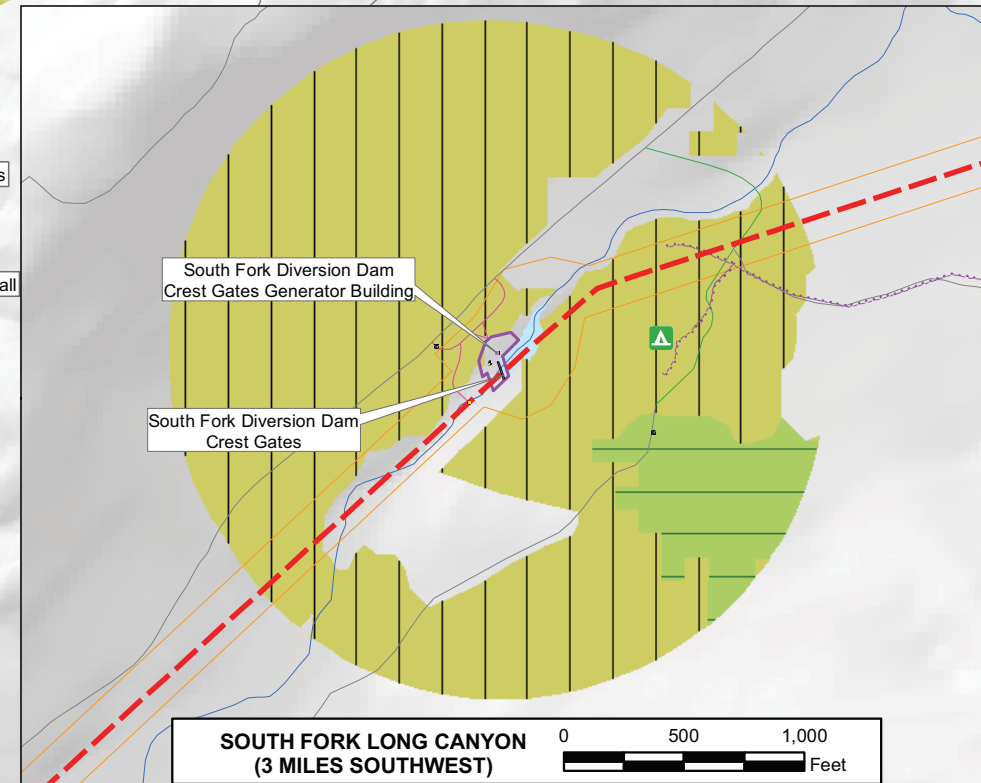 s
all
South Fork Diversion Dam
Crest Gates Generator Building
South Fork Diversion Dam
Crest Gates
SOUTH FORK LONG CANYON
(3 MILES SOUTHWEST)
0 500 1,000
Feet